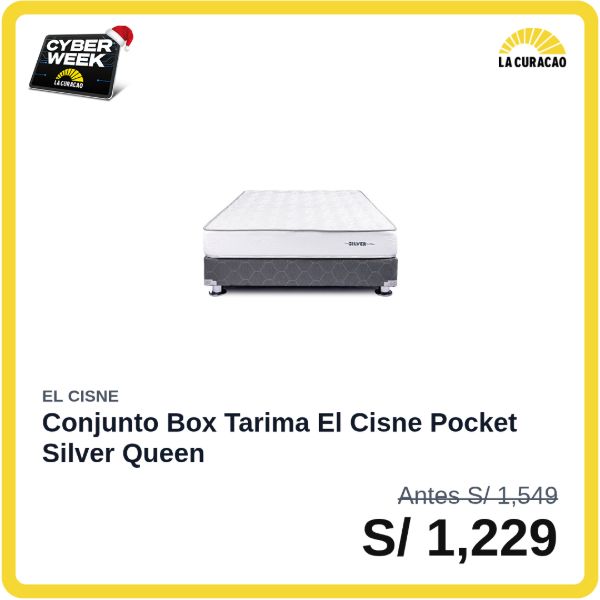 CYBER
WEEK
LA CURACAO
LA CURACAO
SILVER
EL CISNE
Conjunto Box Tarima El Cisne Pocket
Silver Queen
Antes S/ 1,549
S/ 1,229